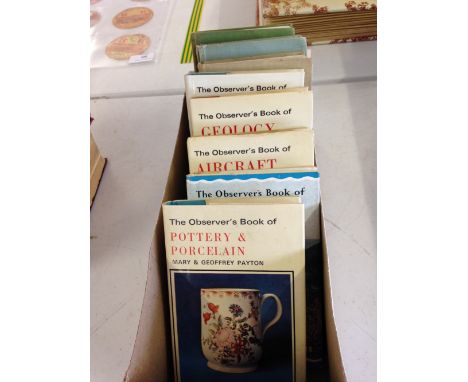 The Observer's Book of
The Observer's Book of
GEOLOGY
The Observer's Book of
AIRCRAFT
The Observer's Book of
The Observer's Book of
POTTERY &
PORCELAIN
MARY & GEOFFREY PAYTON